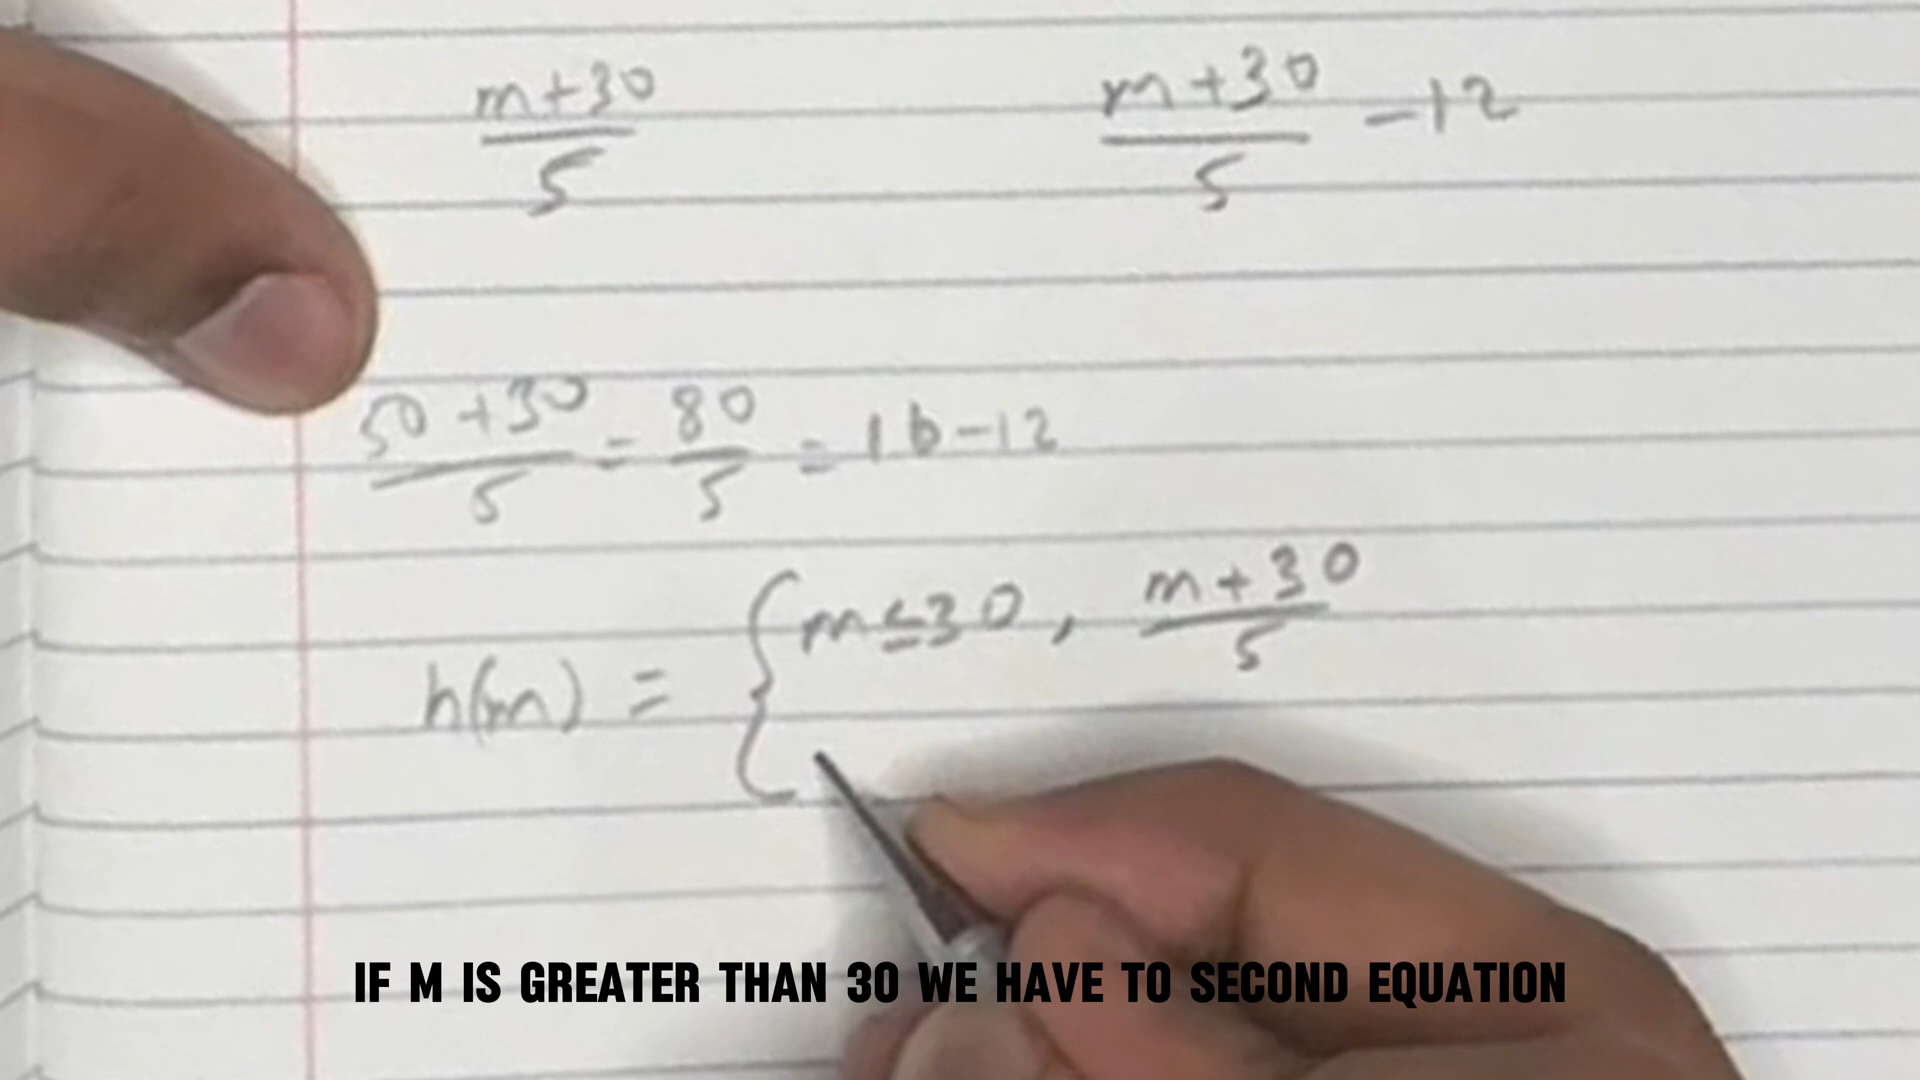 m+30/5 m+30/5 -12
50+30/5 = 80/5 = 16-12
h(m) = { m≤30, m+30/5
IF M IS GREATER THAN 30 WE HAVE TO SECOND EQUATION